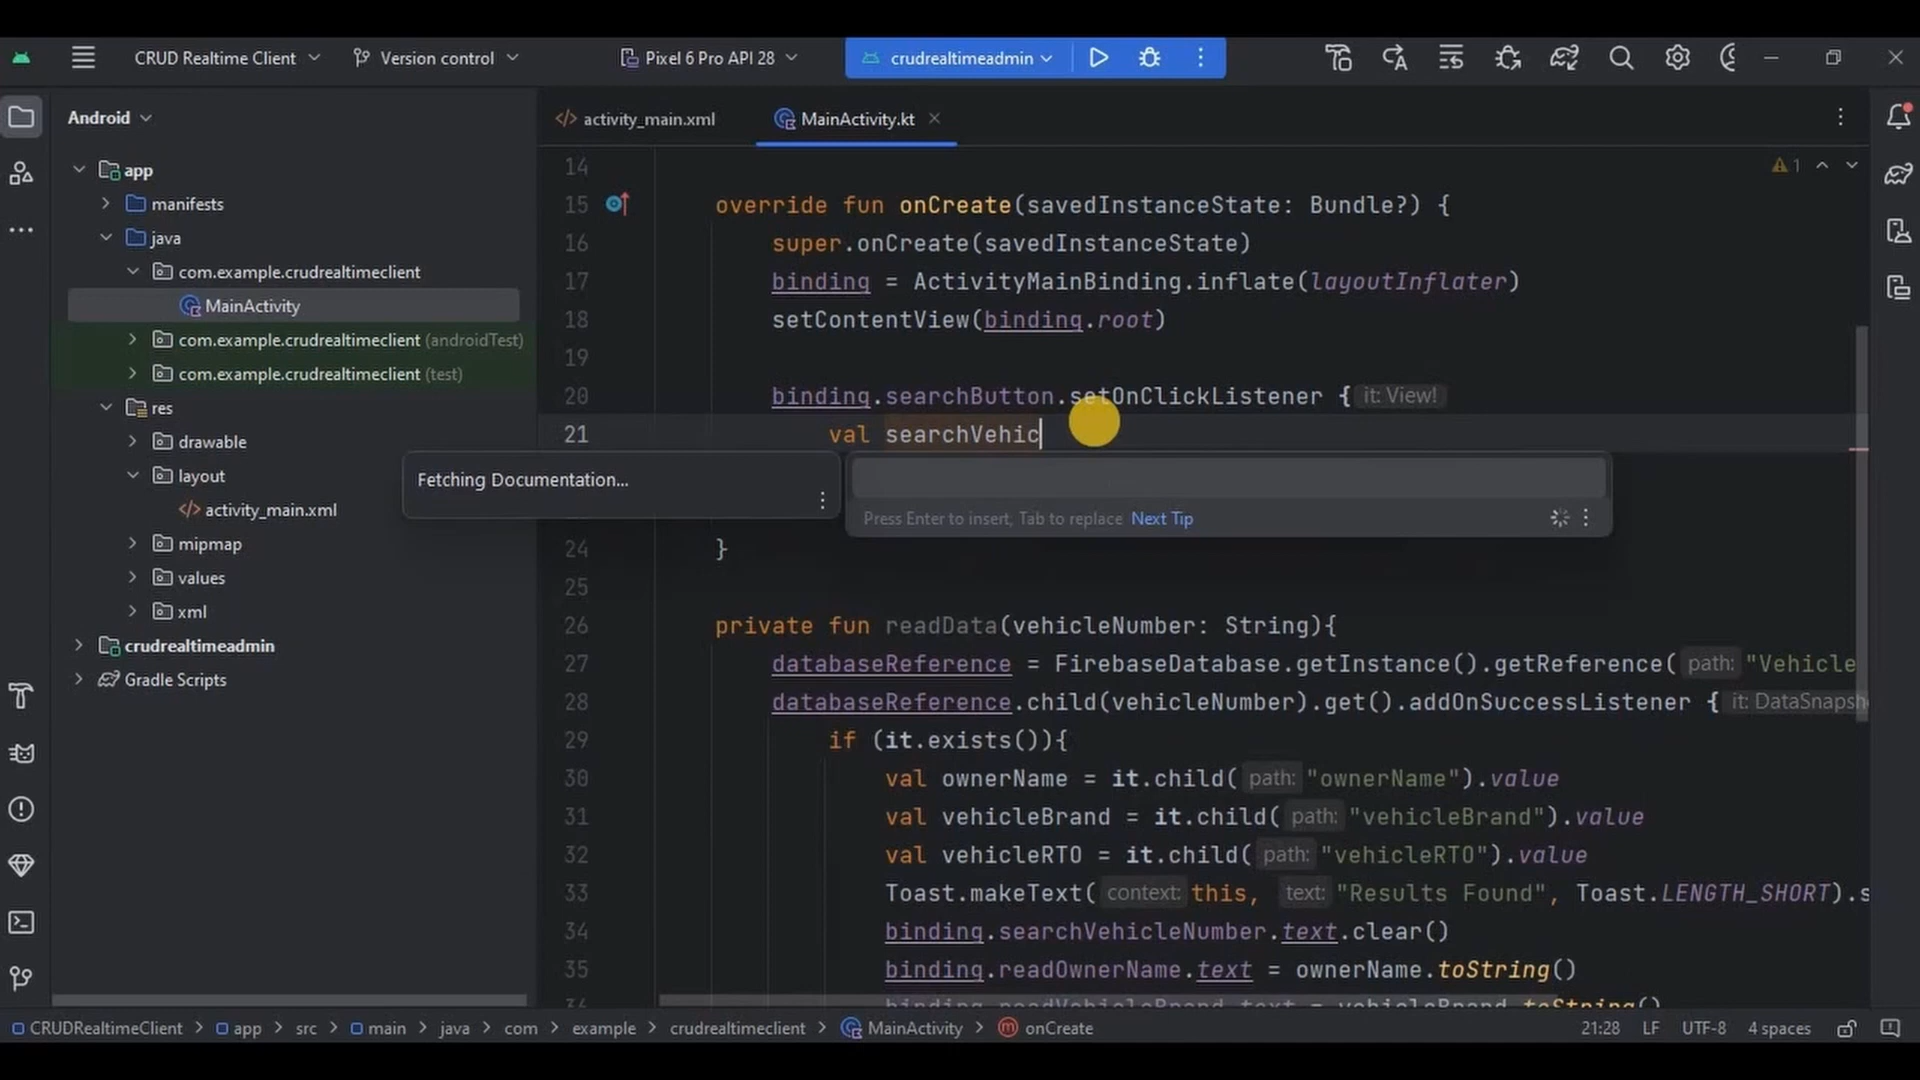 CRUD Realtime Client
Version control
Pixel 6 Pro API 28
crudrealtimeadmin
Android
app
manifests
java
com.example.crudrealtimeclient
MainActivity
com.example.crudrealtimeclient (androidTest)
com.example.crudrealtimeclient (test)
res
drawable
layout
activity_main.xml
mipmap
values
xml
crudrealtimeadmin
Gradle Scripts
activity_main.xml
MainActivity.kt
1
14
15 override fun onCreate(savedInstanceState: Bundle?) {
16 super.onCreate(savedInstanceState)
17 binding = ActivityMainBinding.inflate(layoutInflater)
18 setContentView(binding.root)
19
20 binding.searchButton.setOnClickListener { it: View!
21 val searchVehic
Fetching Documentation...
Press Enter to insert, Tab to replace Next Tip
24 }
25
26 private fun readData(vehicleNumber: String){
27 databaseReference = FirebaseDatabase.getInstance().getReference( path: "Vehicle
28 databaseReference.child(vehicleNumber).get().addOnSuccessListener { it: DataSnapsh
29 if (it.exists()){
30 val ownerName = it.child( path: "ownerName").value
31 val vehicleBrand = it.child( path: "vehicleBrand").value
32 val vehicleRTO = it.child( path: "vehicleRTO").value
33 Toast.makeText( context: this, text: "Results Found", Toast.LENGTH_SHORT).s
34 binding.searchVehicleNumber.text.clear()
35 binding.readOwnerName.text = ownerName.toString()
binding.readVehicleBrand.text = vehicleBrand.toString()
CRUDRealtimeClient > app > src > main > java > com > example > crudrealtimeclient > MainActivity > onCreate
21:28 LF UTF-8 4 spaces